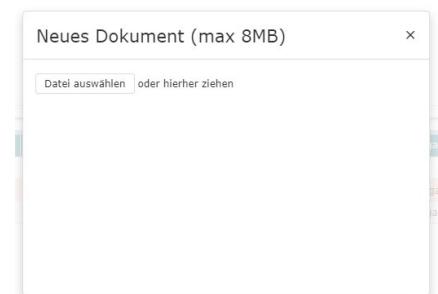 Neues Dokument (max 8MB) ×
Datei auswählen oder hierher ziehen